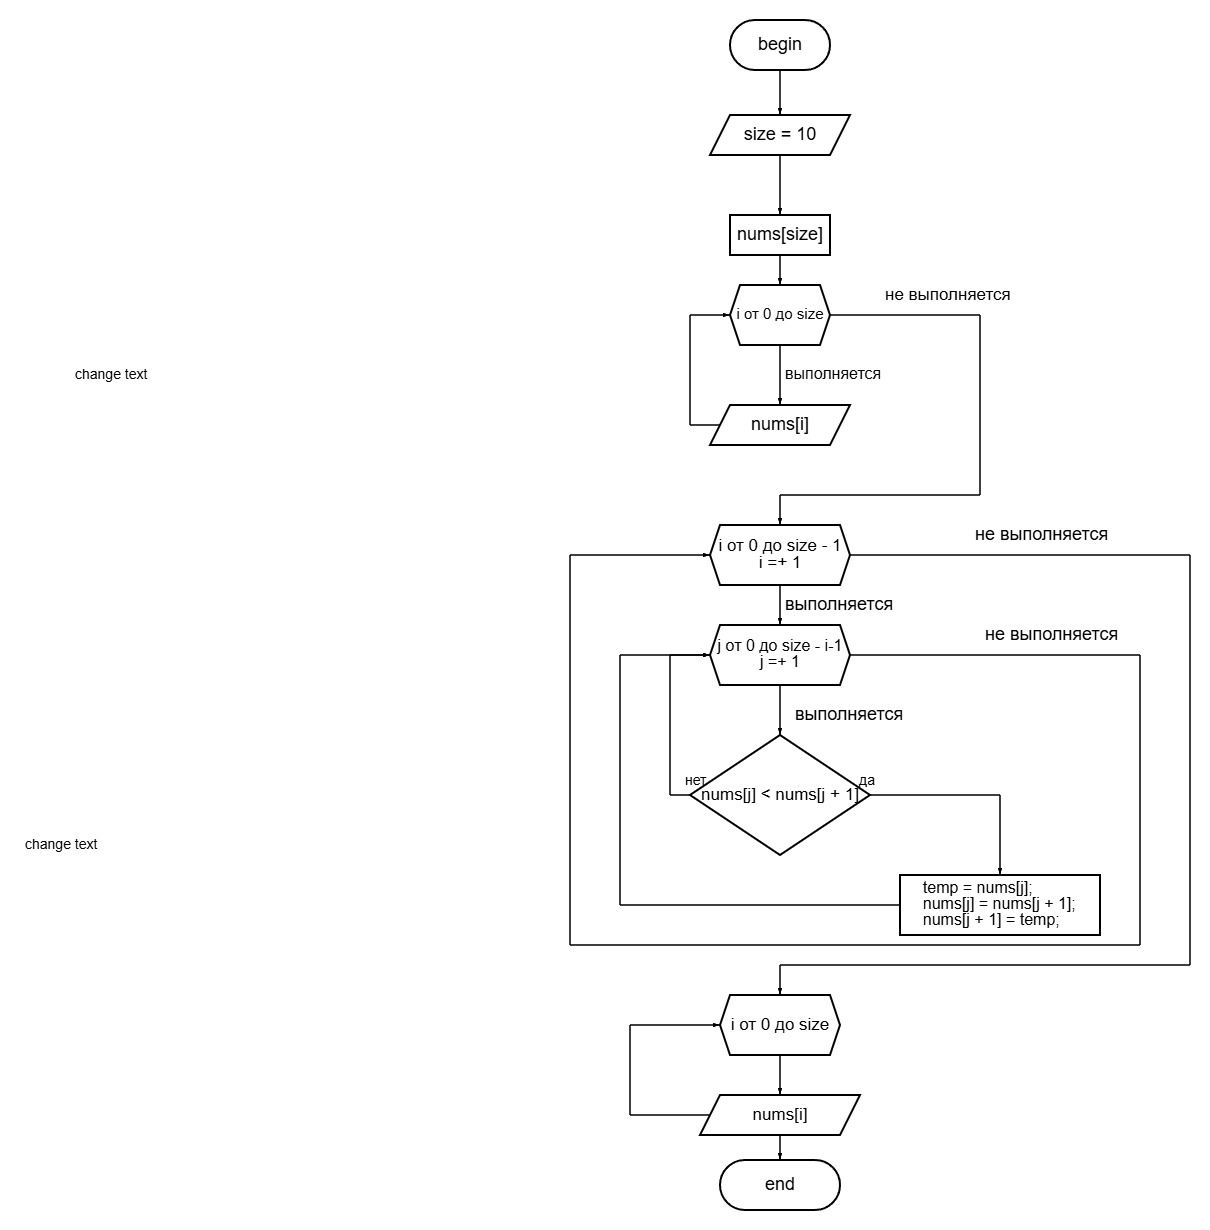 begin
size = 10
nums[size]
не выполняется
i от 0 до size
change text
выполняется
nums[i]
не выполняется
i от 0 до size - 1
i =+ 1
выполняется
не выполняется
j от 0 до size - i-1
j =+ 1
выполняется
нет
да
nums[j] < nums[j + 1]
change text
temp = nums[j];
nums[j] = nums[j + 1];
nums[j + 1] = temp;
i от 0 до size
nums[i]
end